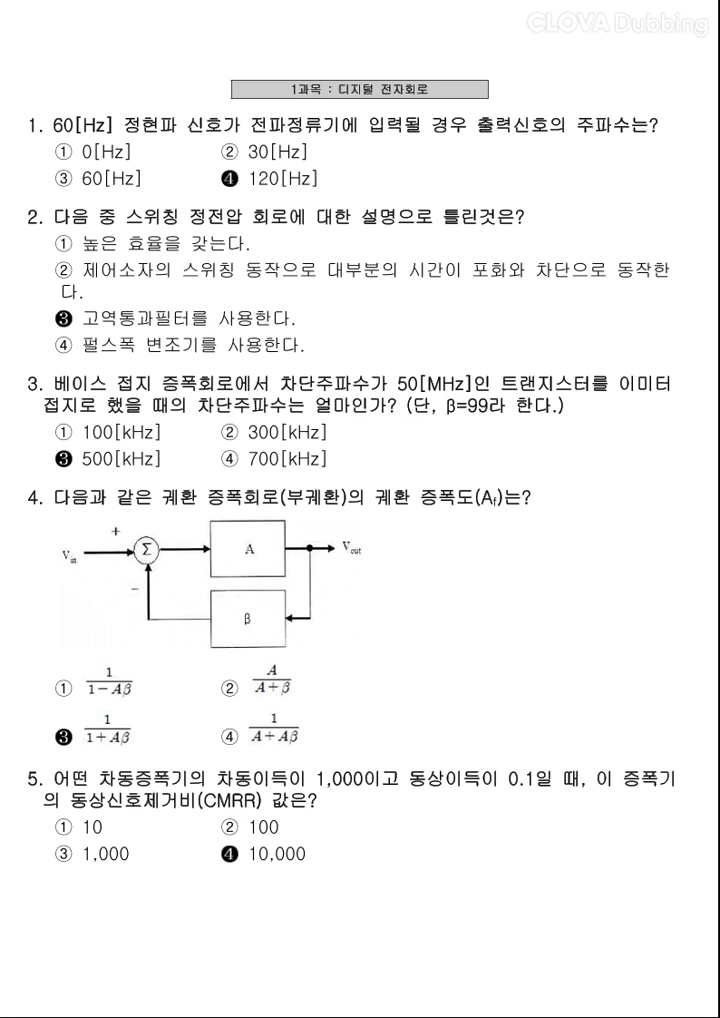 CLOVA Dubbing
1과목 : 디지털 전자회로
1. 60[Hz] 정현파 신호가 전파정류기에 입력될 경우 출력신호의 주파수는?
① 0[Hz] ② 30[Hz]
③ 60[Hz] ❹ 120[Hz]
2. 다음 중 스위칭 정전압 회로에 대한 설명으로 틀린것은?
① 높은 효율을 갖는다.
② 제어소자의 스위칭 동작으로 대부분의 시간이 포화와 차단으로 동작한
다.
❸ 고역통과필터를 사용한다.
④ 펄스폭 변조기를 사용한다.
3. 베이스 접지 증폭회로에서 차단주파수가 50[MHz]인 트랜지스터를 이미터
접지로 했을 때의 차단주파수는 얼마인가? (단, β=99라 한다.)
① 100[kHz] ② 300[kHz]
❸ 500[kHz] ④ 700[kHz]
4. 다음과 같은 궤환 증폭회로(부궤환)의 궤환 증폭도(A_f)는?
+
V_in Σ A V_out
−
β
① 1/(1−Aβ) ② A/(A+β)
❸ 1/(1+Aβ) ④ 1/(A+Aβ)
5. 어떤 차동증폭기의 차동이득이 1,000이고 동상이득이 0.1일 때, 이 증폭기
의 동상신호제거비(CMRR) 값은?
① 10 ② 100
③ 1,000 ❹ 10,000